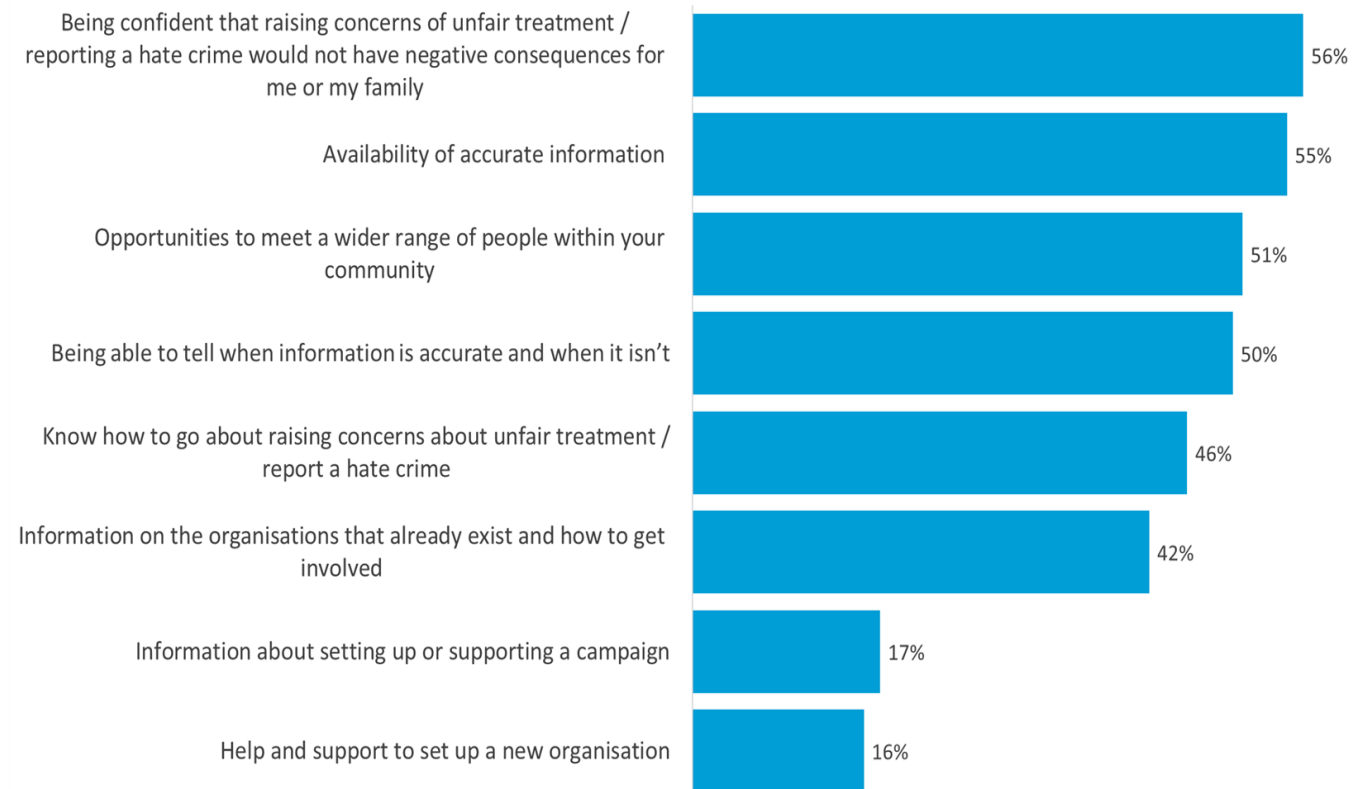 Being confident that raising concerns of unfair treatment /
reporting a hate crime would not have negative consequences for
me or my family
56%
Availability of accurate information
55%
Opportunities to meet a wider range of people within your
community
51%
Being able to tell when information is accurate and when it isn’t
50%
Know how to go about raising concerns about unfair treatment /
report a hate crime
46%
Information on the organisations that already exist and how to get
involved
42%
Information about setting up or supporting a campaign
17%
Help and support to set up a new organisation
16%